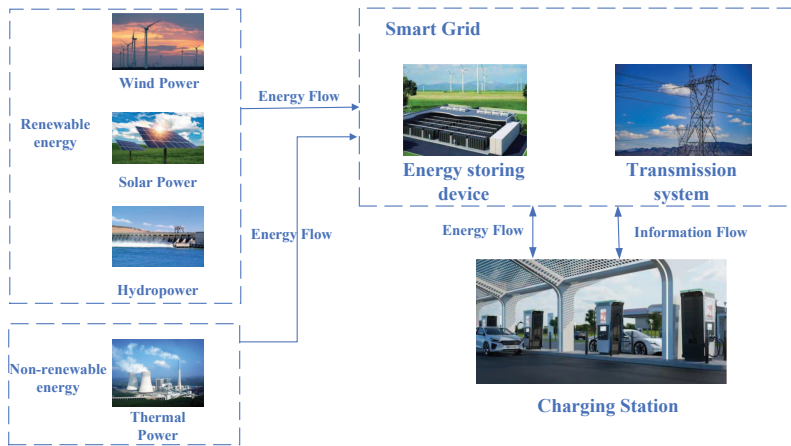 Smart Grid
Wind Power
Energy Flow
Renewable
energy
Solar Power
Energy storing
device
Transmission
system
Energy Flow
Energy Flow
Information Flow
Hydropower
Non-renewable
energy
Thermal
Power
Charging Station